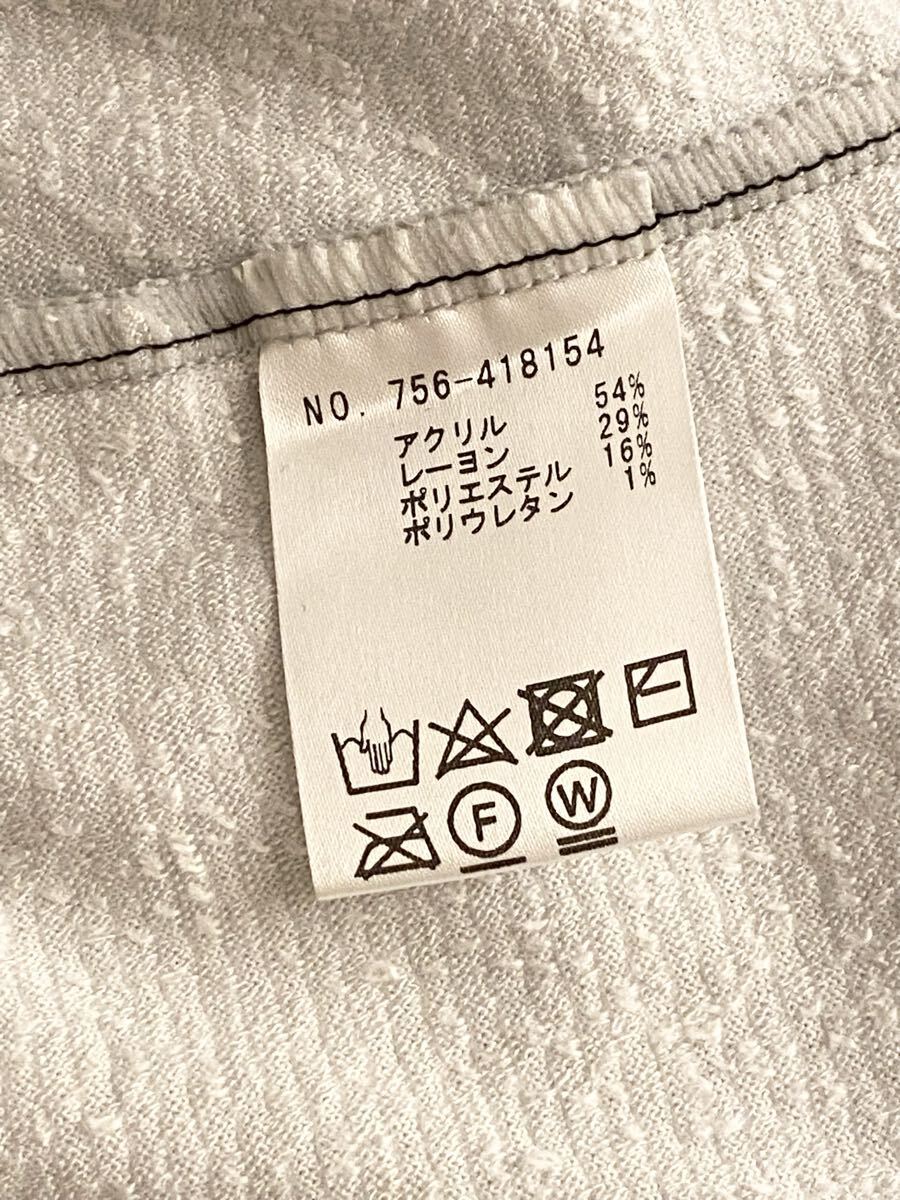 NO. 756-418154
アクリル 54%
レーヨン 29%
ポリエステル 16%
ポリウレタン 1%
F W